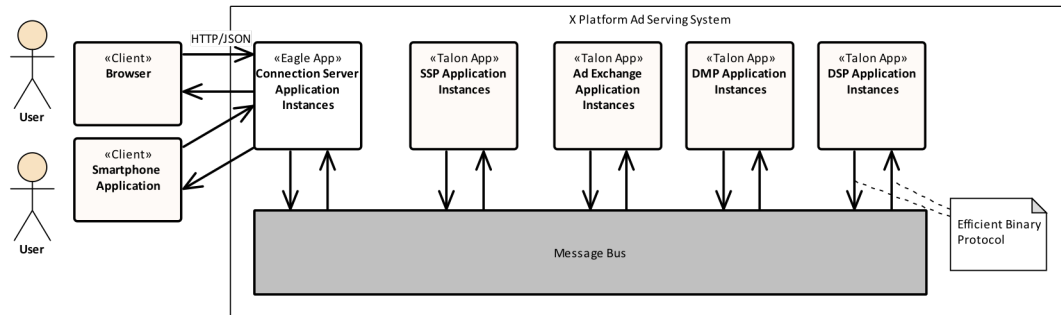 X Platform Ad Serving System
HTTP/JSON
«Client»
Browser
«Eagle App»
Connection Server
Application
Instances
«Talon App»
SSP Application
Instances
«Talon App»
Ad Exchange
Application
Instances
«Talon App»
DMP Application
Instances
«Talon App»
DSP Application
Instances
User
«Client»
Smartphone
Application
User
Efficient Binary
Protocol
Message Bus